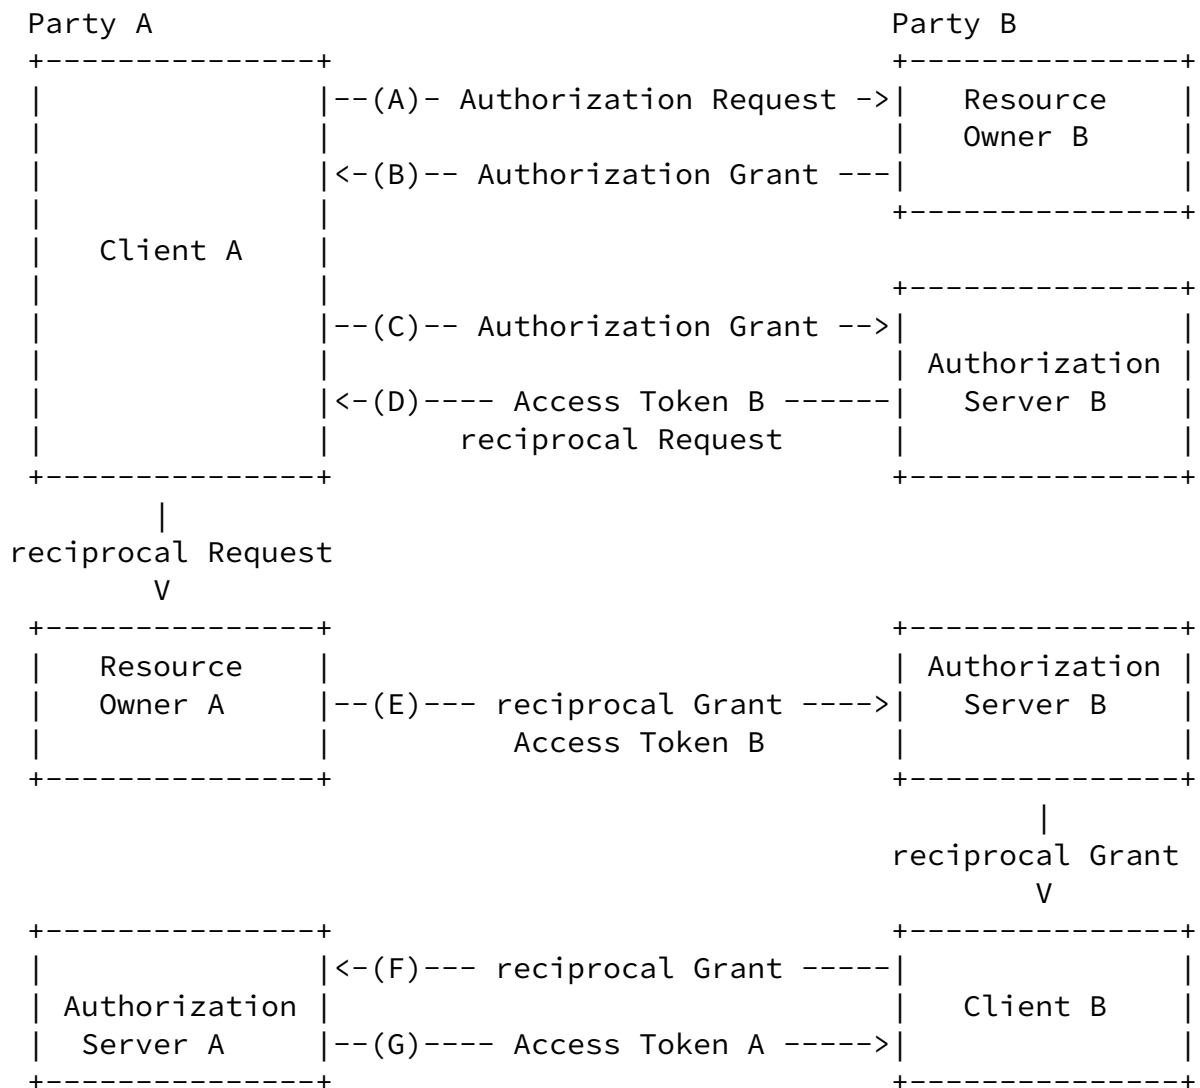 Party A                                         Party B
+---------------+                               +---------------+
|               |--(A)- Authorization Request ->|   Resource    |
|               |                               |   Owner B     |
|               |<-(B)-- Authorization Grant ---|               |
|               |                               +---------------+
|   Client A    |
|               |                               +---------------+
|               |--(C)-- Authorization Grant -->|               |
|               |                               | Authorization |
|               |<-(D)---- Access Token B ------|   Server B    |
|               |       reciprocal Request      |               |
+---------------+                               +---------------+
       |
reciprocal Request
       V
+---------------+                               +---------------+
|   Resource    |                               | Authorization |
|   Owner A     |--(E)--- reciprocal Grant ---->|   Server B    |
|               |          Access Token B       |               |
+---------------+                               +---------------+
                                                        |
                                                reciprocal Grant
                                                        V
+---------------+                               +---------------+
|               |<-(F)--- reciprocal Grant -----|               |
| Authorization |                               |   Client B    |
|  Server A     |--(G)---- Access Token A ----->|               |
+---------------+                               +---------------+